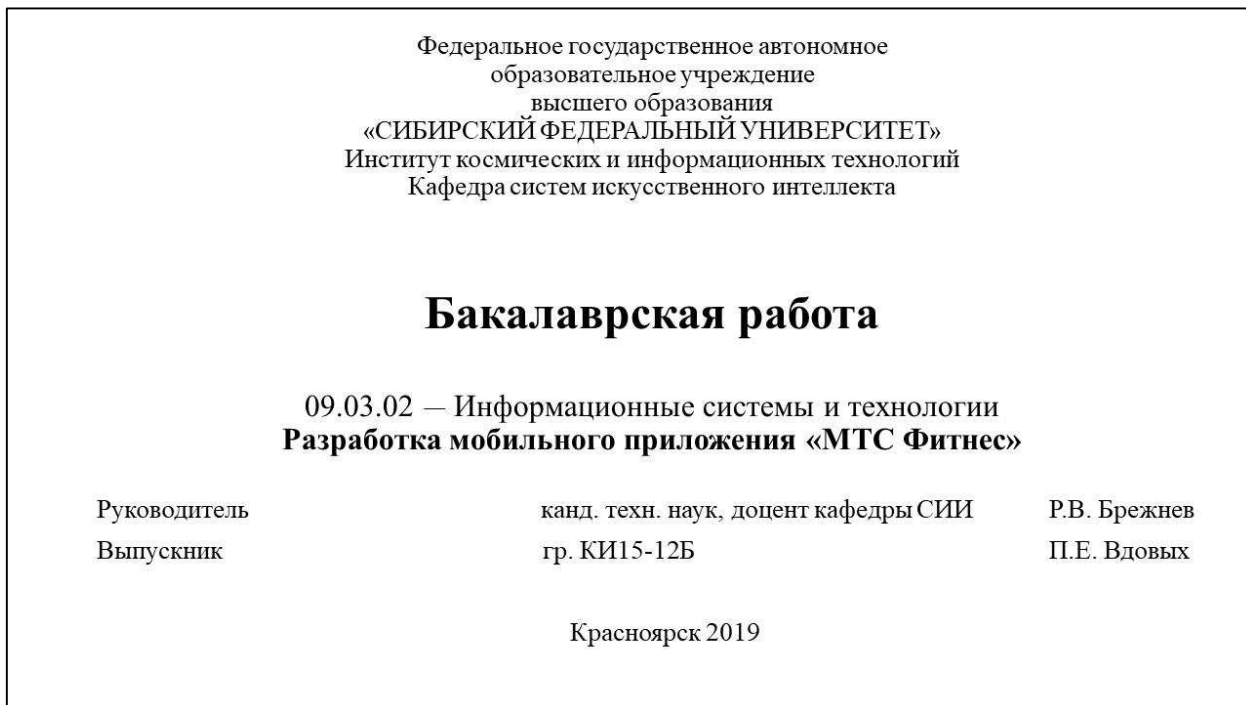 Федеральное государственное автономное
образовательное учреждение
высшего образования
«СИБИРСКИЙ ФЕДЕРАЛЬНЫЙ УНИВЕРСИТЕТ»
Институт космических и информационных технологий
Кафедра систем искусственного интеллекта
Бакалаврская работа
09.03.02 — Информационные системы и технологии
Разработка мобильного приложения «МТС Фитнес»
Руководитель канд. техн. наук, доцент кафедры СИИ Р.В. Брежнев
Выпускник гр. КИ15-12Б П.Е. Вдовых
Красноярск 2019